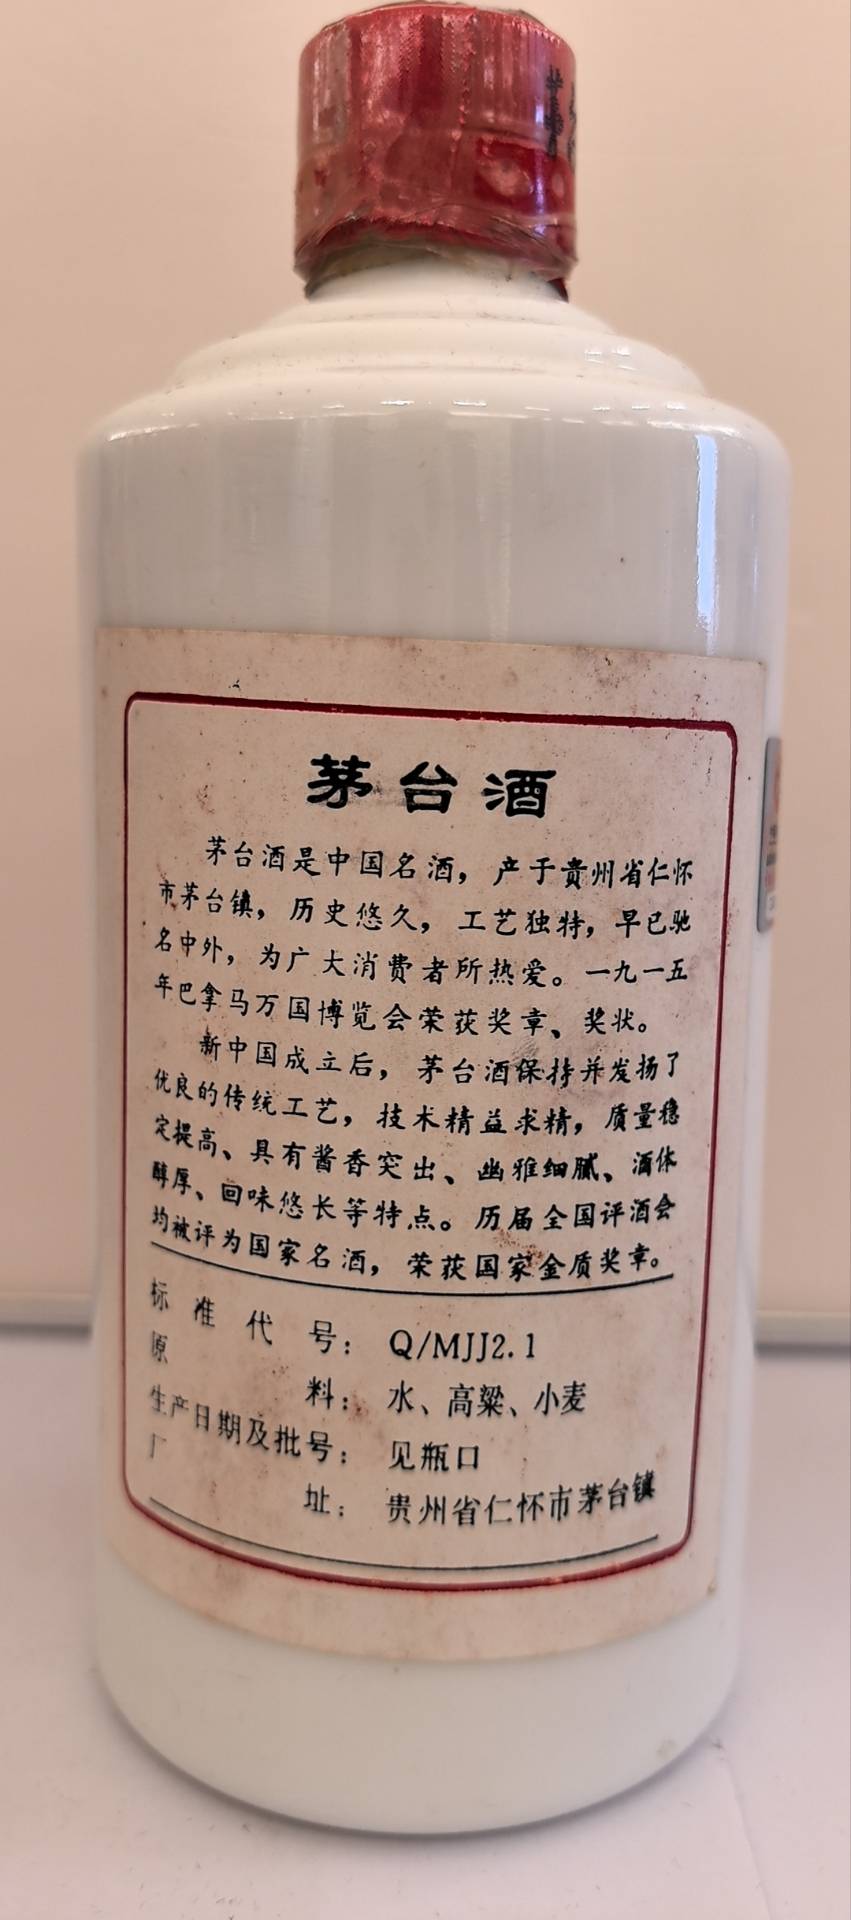 茅台酒
茅台酒是中国名酒，产于贵州省仁怀
市茅台镇，历史悠久，工艺独特，早已驰
名中外，为广大消费者所热爱。一九一五
年巴拿马万国博览会荣获奖章、奖状。
新中国成立后，茅台酒保持并发扬了
优良的传统工艺，技术精益求精，质量稳
定提高、具有酱香突出、幽雅细腻、酒体
醇厚、回味悠长等特点。历届全国评酒会
均被评为国家名酒，荣获国家金质奖章。
标准代号：Q/MJJ2.1
原料：水、高粱、小麦
生产日期及批号：见瓶口
厂址：贵州省仁怀市茅台镇